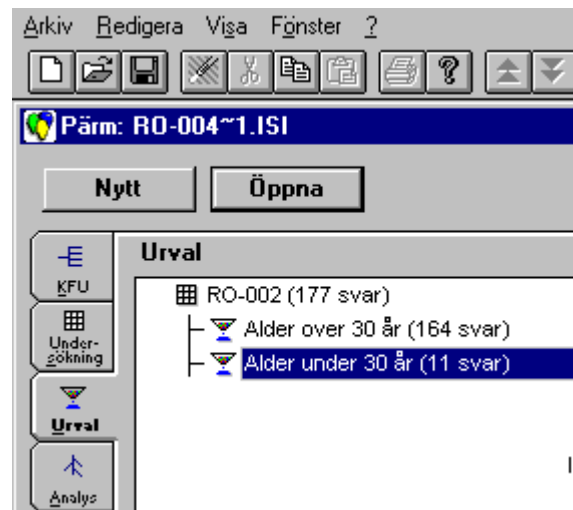 Arkiv Redigera Visa Fönster ?
Pärm: RO-004~1.ISI
Nytt Öppna
KFU
Under-
sökning
Urval
Analys
Urval
RO-002 (177 svar)
Alder over 30 år (164 svar)
Alder under 30 år (11 svar)